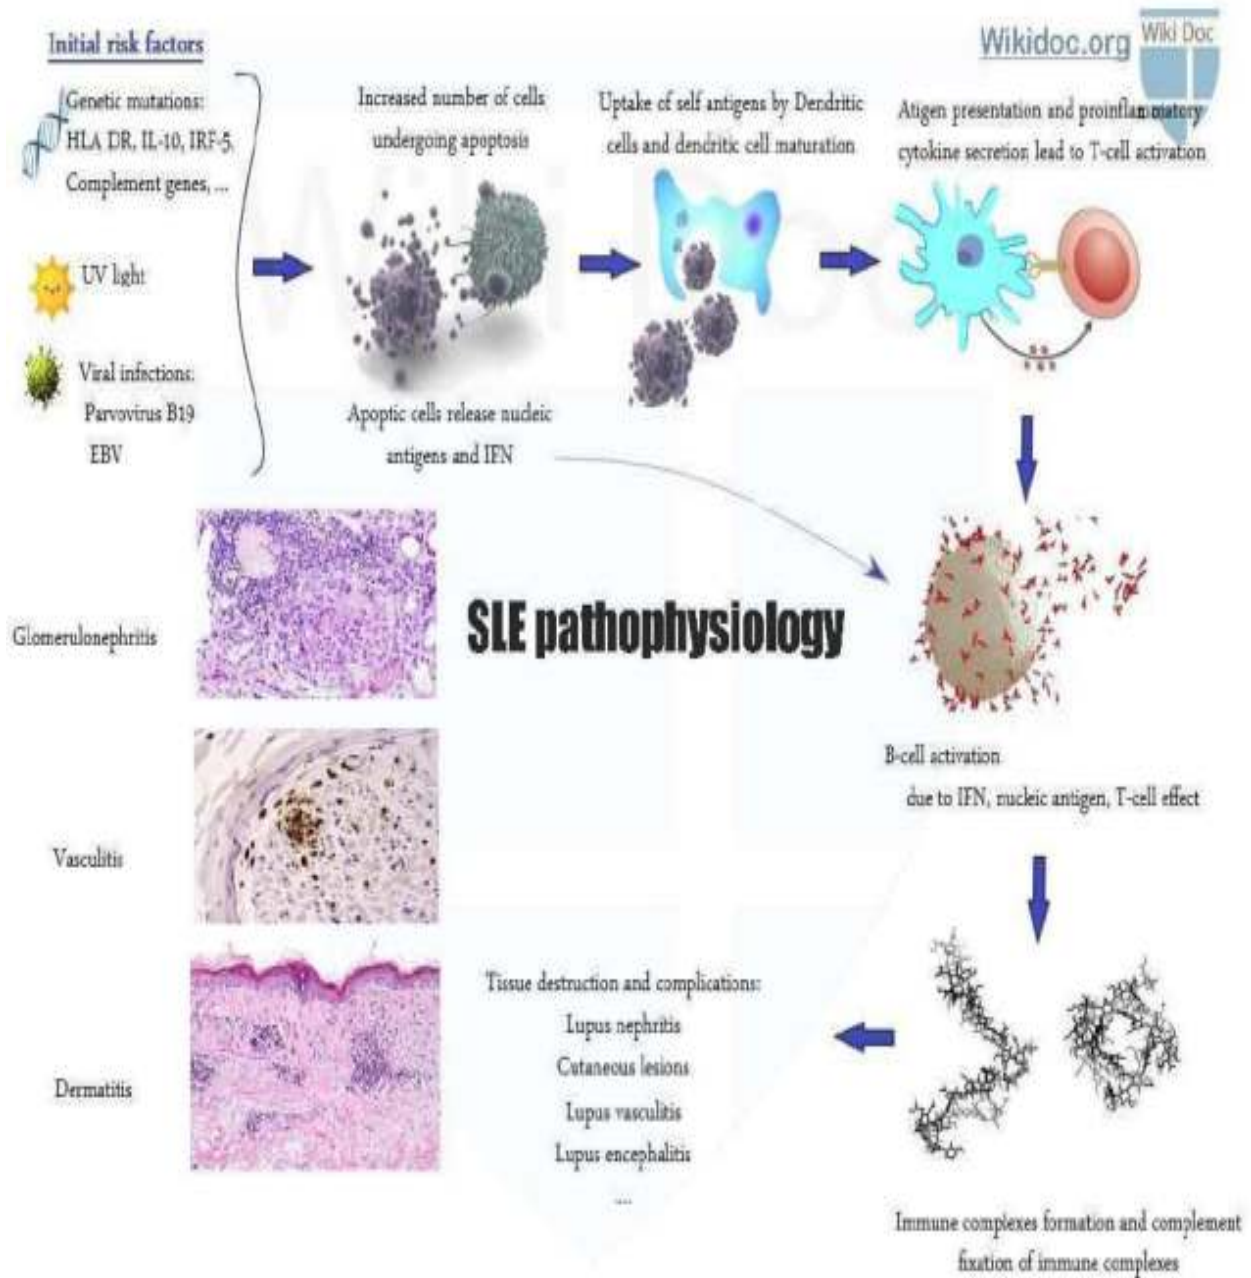 Initial risk factors
Genetic mutations:
HLA DR, IL-10, IRF-5,
Complement genes, ...
UV light
Viral infections:
Parvovirus B19
EBV
Increased number of cells
undergoing apoptosis
Apoptic cells release nucleic
antigens and IFN
Uptake of self antigens by Dendritic
cells and dendritic cell maturation
Wikidoc.org
Wiki Doc
Atigen presentation and proinflammatory
cytokine secretion lead to T-cell activation
Wiki Doc
SLE pathophysiology
B-cell activation
due to IFN, nucleic antigen, T-cell effect
Immune complexes formation and complement
fixation of immune complexes
Tissue destruction and complications:
Lupus nephritis
Cutaneous lesions
Lupus vasculitis
Lupus encephalitis
....
Glomerulonephritis
Vasculitis
Dermatitis